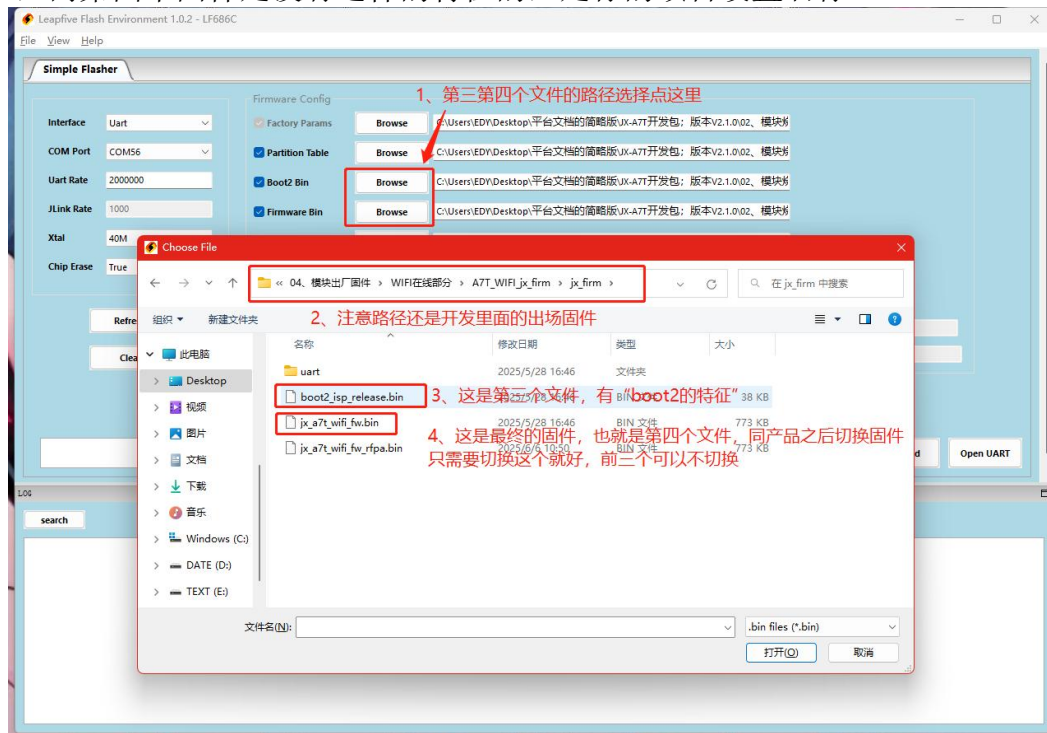 Leapfive Flash Environment 1.0.2 - LF686C
File View Help
Simple Flasher
Firmware Config
1、第三第四个文件的路径选择点这里
Interface Uart
Factory Params Browse C:\Users\EDY\Desktop\平台文档的简略版\JX-A7T开发包；版本V2.1.0\02、模块
COM Port COM56
Partition Table Browse C:\Users\EDY\Desktop\平台文档的简略版\JX-A7T开发包；版本V2.1.0\02、模块
Uart Rate 2000000
Boot2 Bin Browse C:\Users\EDY\Desktop\平台文档的简略版\JX-A7T开发包；版本V2.1.0\02、模块
JLink Rate 1000
Firmware Bin Browse C:\Users\EDY\Desktop\平台文档的简略版\JX-A7T开发包；版本V2.1.0\02、模块
Xtal 40M
Choose File
Chip Erase True
« 04、模块出厂固件 › WIFI在线部分 › A7T_WIFI_jx_firm › jx_firm ›
在 jx_firm 中搜索
组织 新建文件夹
2、注意路径还是开发里面的出场固件
Refre
名称 修改日期 类型 大小
Clea
此电脑
uart 2025/5/28 16:46 文件夹
Desktop
boot2_isp_release.bin 38 KB
3、这是第三个文件，有“boot2的特征”
视频
jx_a7t_wifi_fw.bin 2025/5/28 16:46 BIN 文件 773 KB
图片
4、这是最终的固件，也就是第四个文件，同产品之后切换固件
jx_a7t_wifi_fw_rfpa.bin 2025/6/6 10:50 BIN 文件 773 KB
只需要切换这个就好，前三个可以不切换
文档
d Open UART
下载
LOG
音乐
search
Windows (C:)
DATE (D:)
TEXT (E:)
文件名(N): .bin files (*.bin)
打开(O) 取消